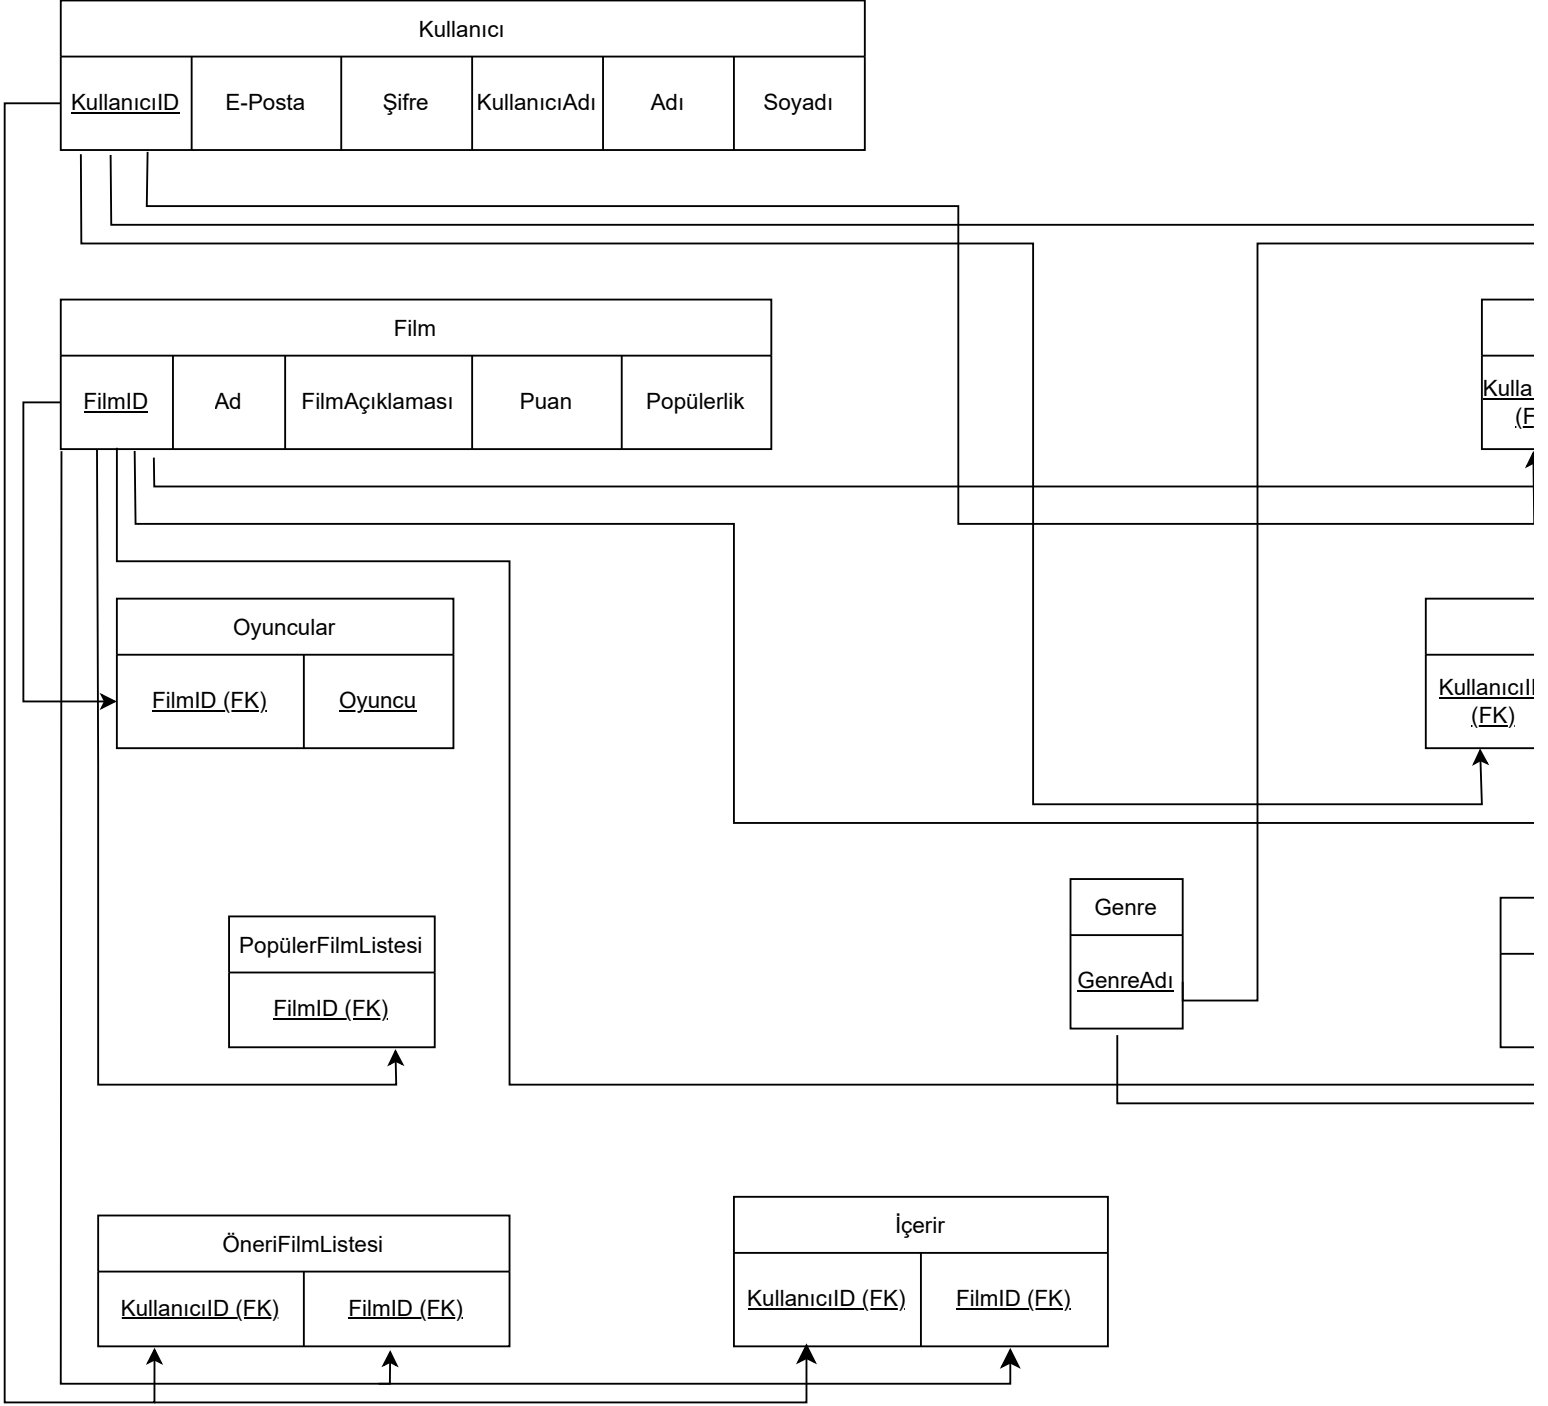 Kullanıcı
KullanıcıID
E-Posta
Şifre
KullanıcıAdı
Adı
Soyadı
Film
FilmID
Ad
FilmAçıklaması
Puan
Popülerlik
Oyuncular
FilmID (FK)
Oyuncu
(FK)
Genre
GenreAdı
PopülerFilmListesi
FilmID (FK)
ÖneriFilmListesi
KullanıcıID (FK)
FilmID (FK)
İçerir
KullanıcıID (FK)
FilmID (FK)